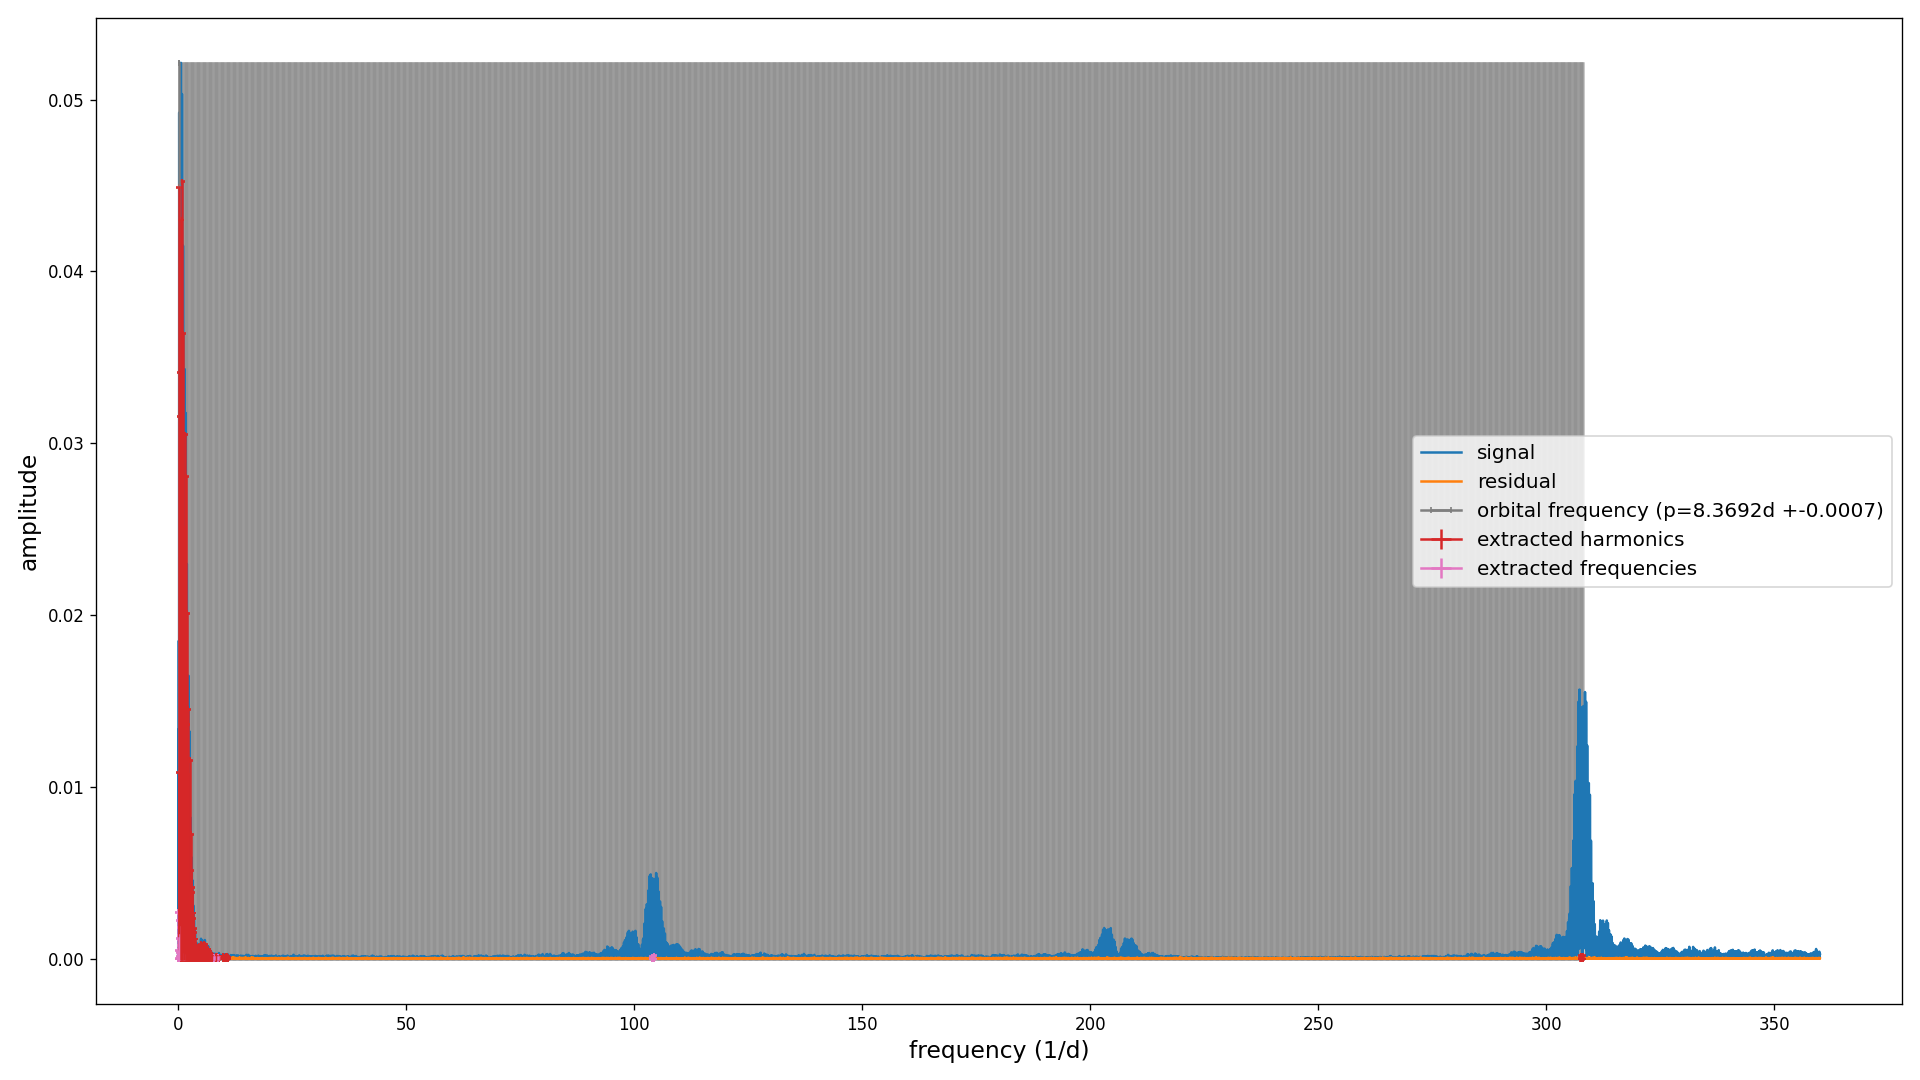 0.05
0.04
0.03
0.02
0.01
0.00
amplitude
signal
residual
orbital frequency (p=8.3692d +-0.0007)
extracted harmonics
extracted frequencies
0 50 100 150 200 250 300 350
frequency (1/d)